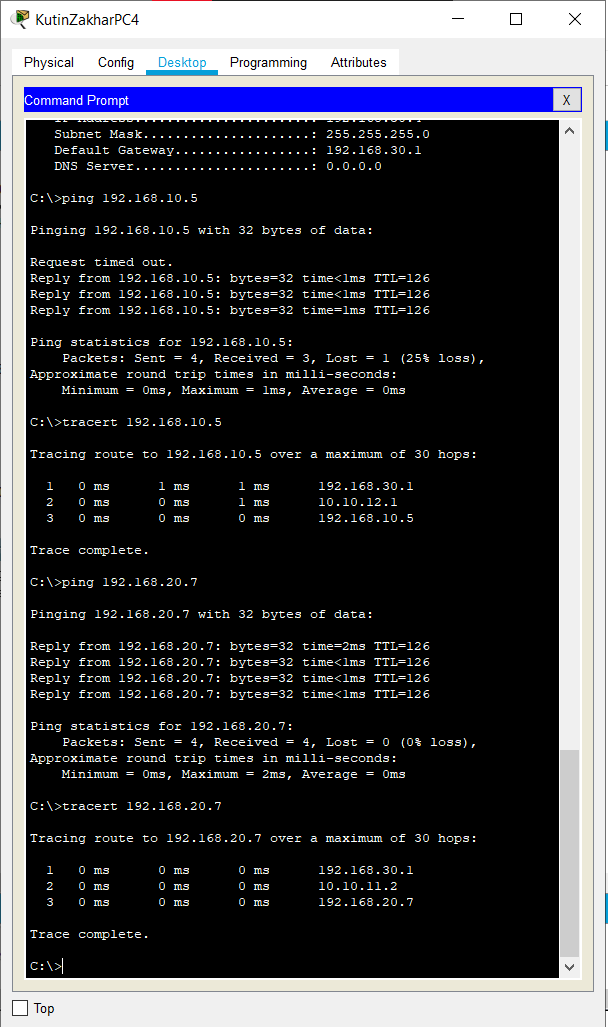 KutinZakharPC4
Physical Config Desktop Programming Attributes
Command Prompt X
Subnet Mask.....................: 255.255.255.0
Default Gateway.................: 192.168.30.1
DNS Server......................: 0.0.0.0
C:\>ping 192.168.10.5
Pinging 192.168.10.5 with 32 bytes of data:
Request timed out.
Reply from 192.168.10.5: bytes=32 time<1ms TTL=126
Reply from 192.168.10.5: bytes=32 time<1ms TTL=126
Reply from 192.168.10.5: bytes=32 time=1ms TTL=126
Ping statistics for 192.168.10.5:
Packets: Sent = 4, Received = 3, Lost = 1 (25% loss),
Approximate round trip times in milli-seconds:
Minimum = 0ms, Maximum = 1ms, Average = 0ms
C:\>tracert 192.168.10.5
Tracing route to 192.168.10.5 over a maximum of 30 hops:
1 0 ms 1 ms 1 ms 192.168.30.1
2 0 ms 0 ms 1 ms 10.10.12.1
3 0 ms 0 ms 0 ms 192.168.10.5
Trace complete.
C:\>ping 192.168.20.7
Pinging 192.168.20.7 with 32 bytes of data:
Reply from 192.168.20.7: bytes=32 time=2ms TTL=126
Reply from 192.168.20.7: bytes=32 time<1ms TTL=126
Reply from 192.168.20.7: bytes=32 time<1ms TTL=126
Reply from 192.168.20.7: bytes=32 time<1ms TTL=126
Ping statistics for 192.168.20.7:
Packets: Sent = 4, Received = 4, Lost = 0 (0% loss),
Approximate round trip times in milli-seconds:
Minimum = 0ms, Maximum = 2ms, Average = 0ms
C:\>tracert 192.168.20.7
Tracing route to 192.168.20.7 over a maximum of 30 hops:
1 0 ms 0 ms 0 ms 192.168.30.1
2 0 ms 0 ms 0 ms 10.10.11.2
3 0 ms 0 ms 0 ms 192.168.20.7
Trace complete.
C:\>
Top